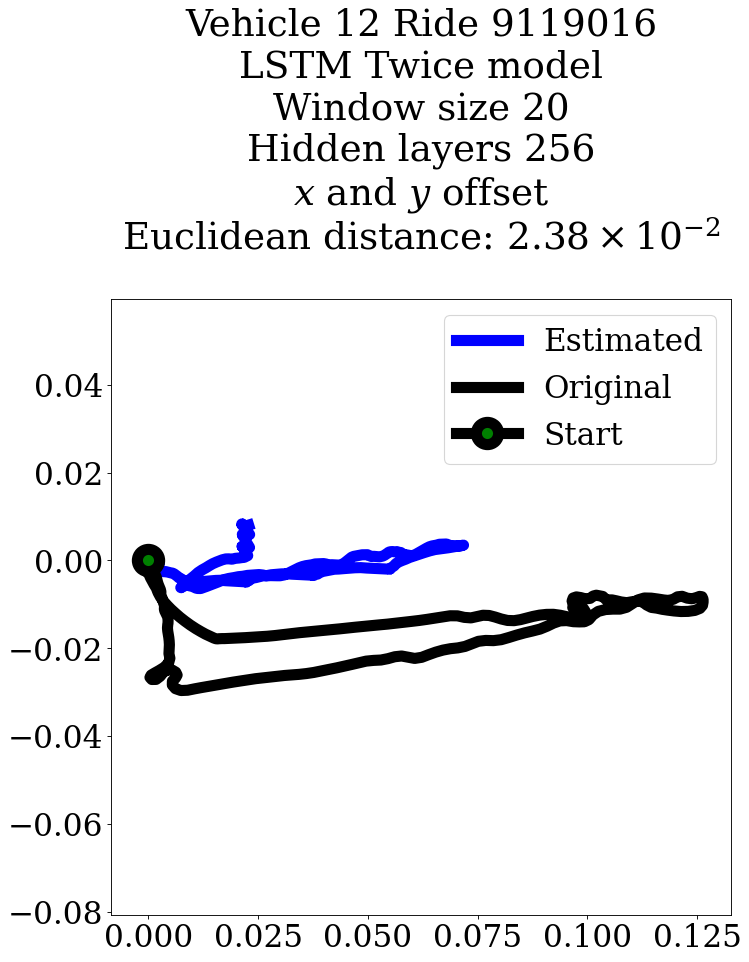 Vehicle 12 Ride 9119016
LSTM Twice model
Window size 20
Hidden layers 256
x and y offset
Euclidean distance: 2.38 × 10⁻²
Estimated
Original
Start
0.04
0.02
0.00
−0.02
−0.04
−0.06
−0.08
0.000 0.025 0.050 0.075 0.100 0.125